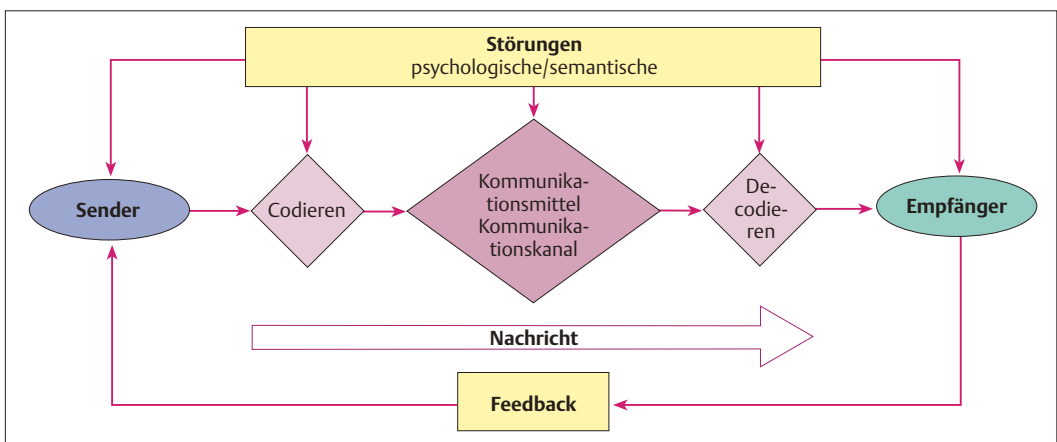 Störungen
psychologische/semantische
Sender
Codieren
Kommunika-
tionsmittel
Kommunika-
tionskanal
De-
codie-
ren
Empfänger
Nachricht
Feedback